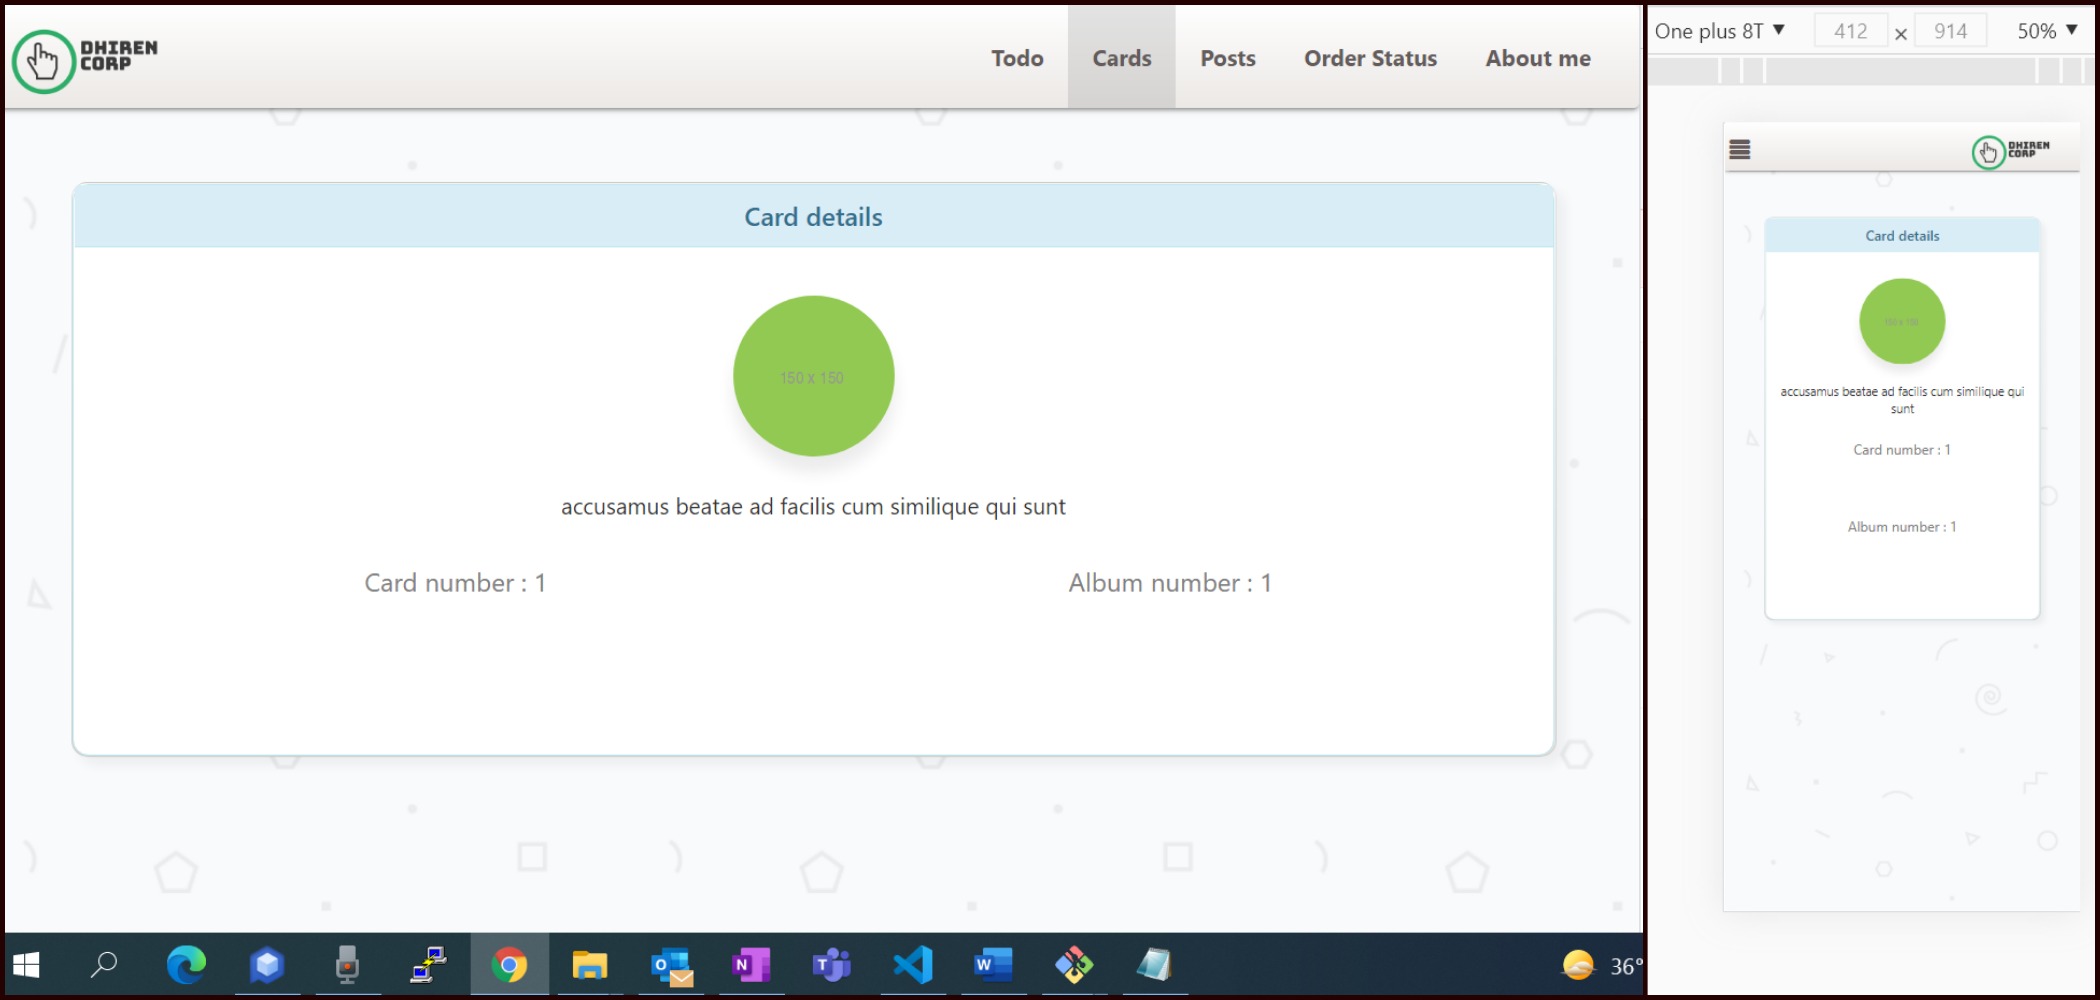 DHIREN
CORP
Todo
Cards
Posts
Order Status
About me
Card details
150 x 150
accusamus beatae ad facilis cum similique qui sunt
Card number : 1
Album number : 1
36°
One plus 8T
412
×
914
50%
DHIREN
CORP
Card details
150 x 150
accusamus beatae ad facilis cum similique qui
sunt
Card number : 1
Album number : 1